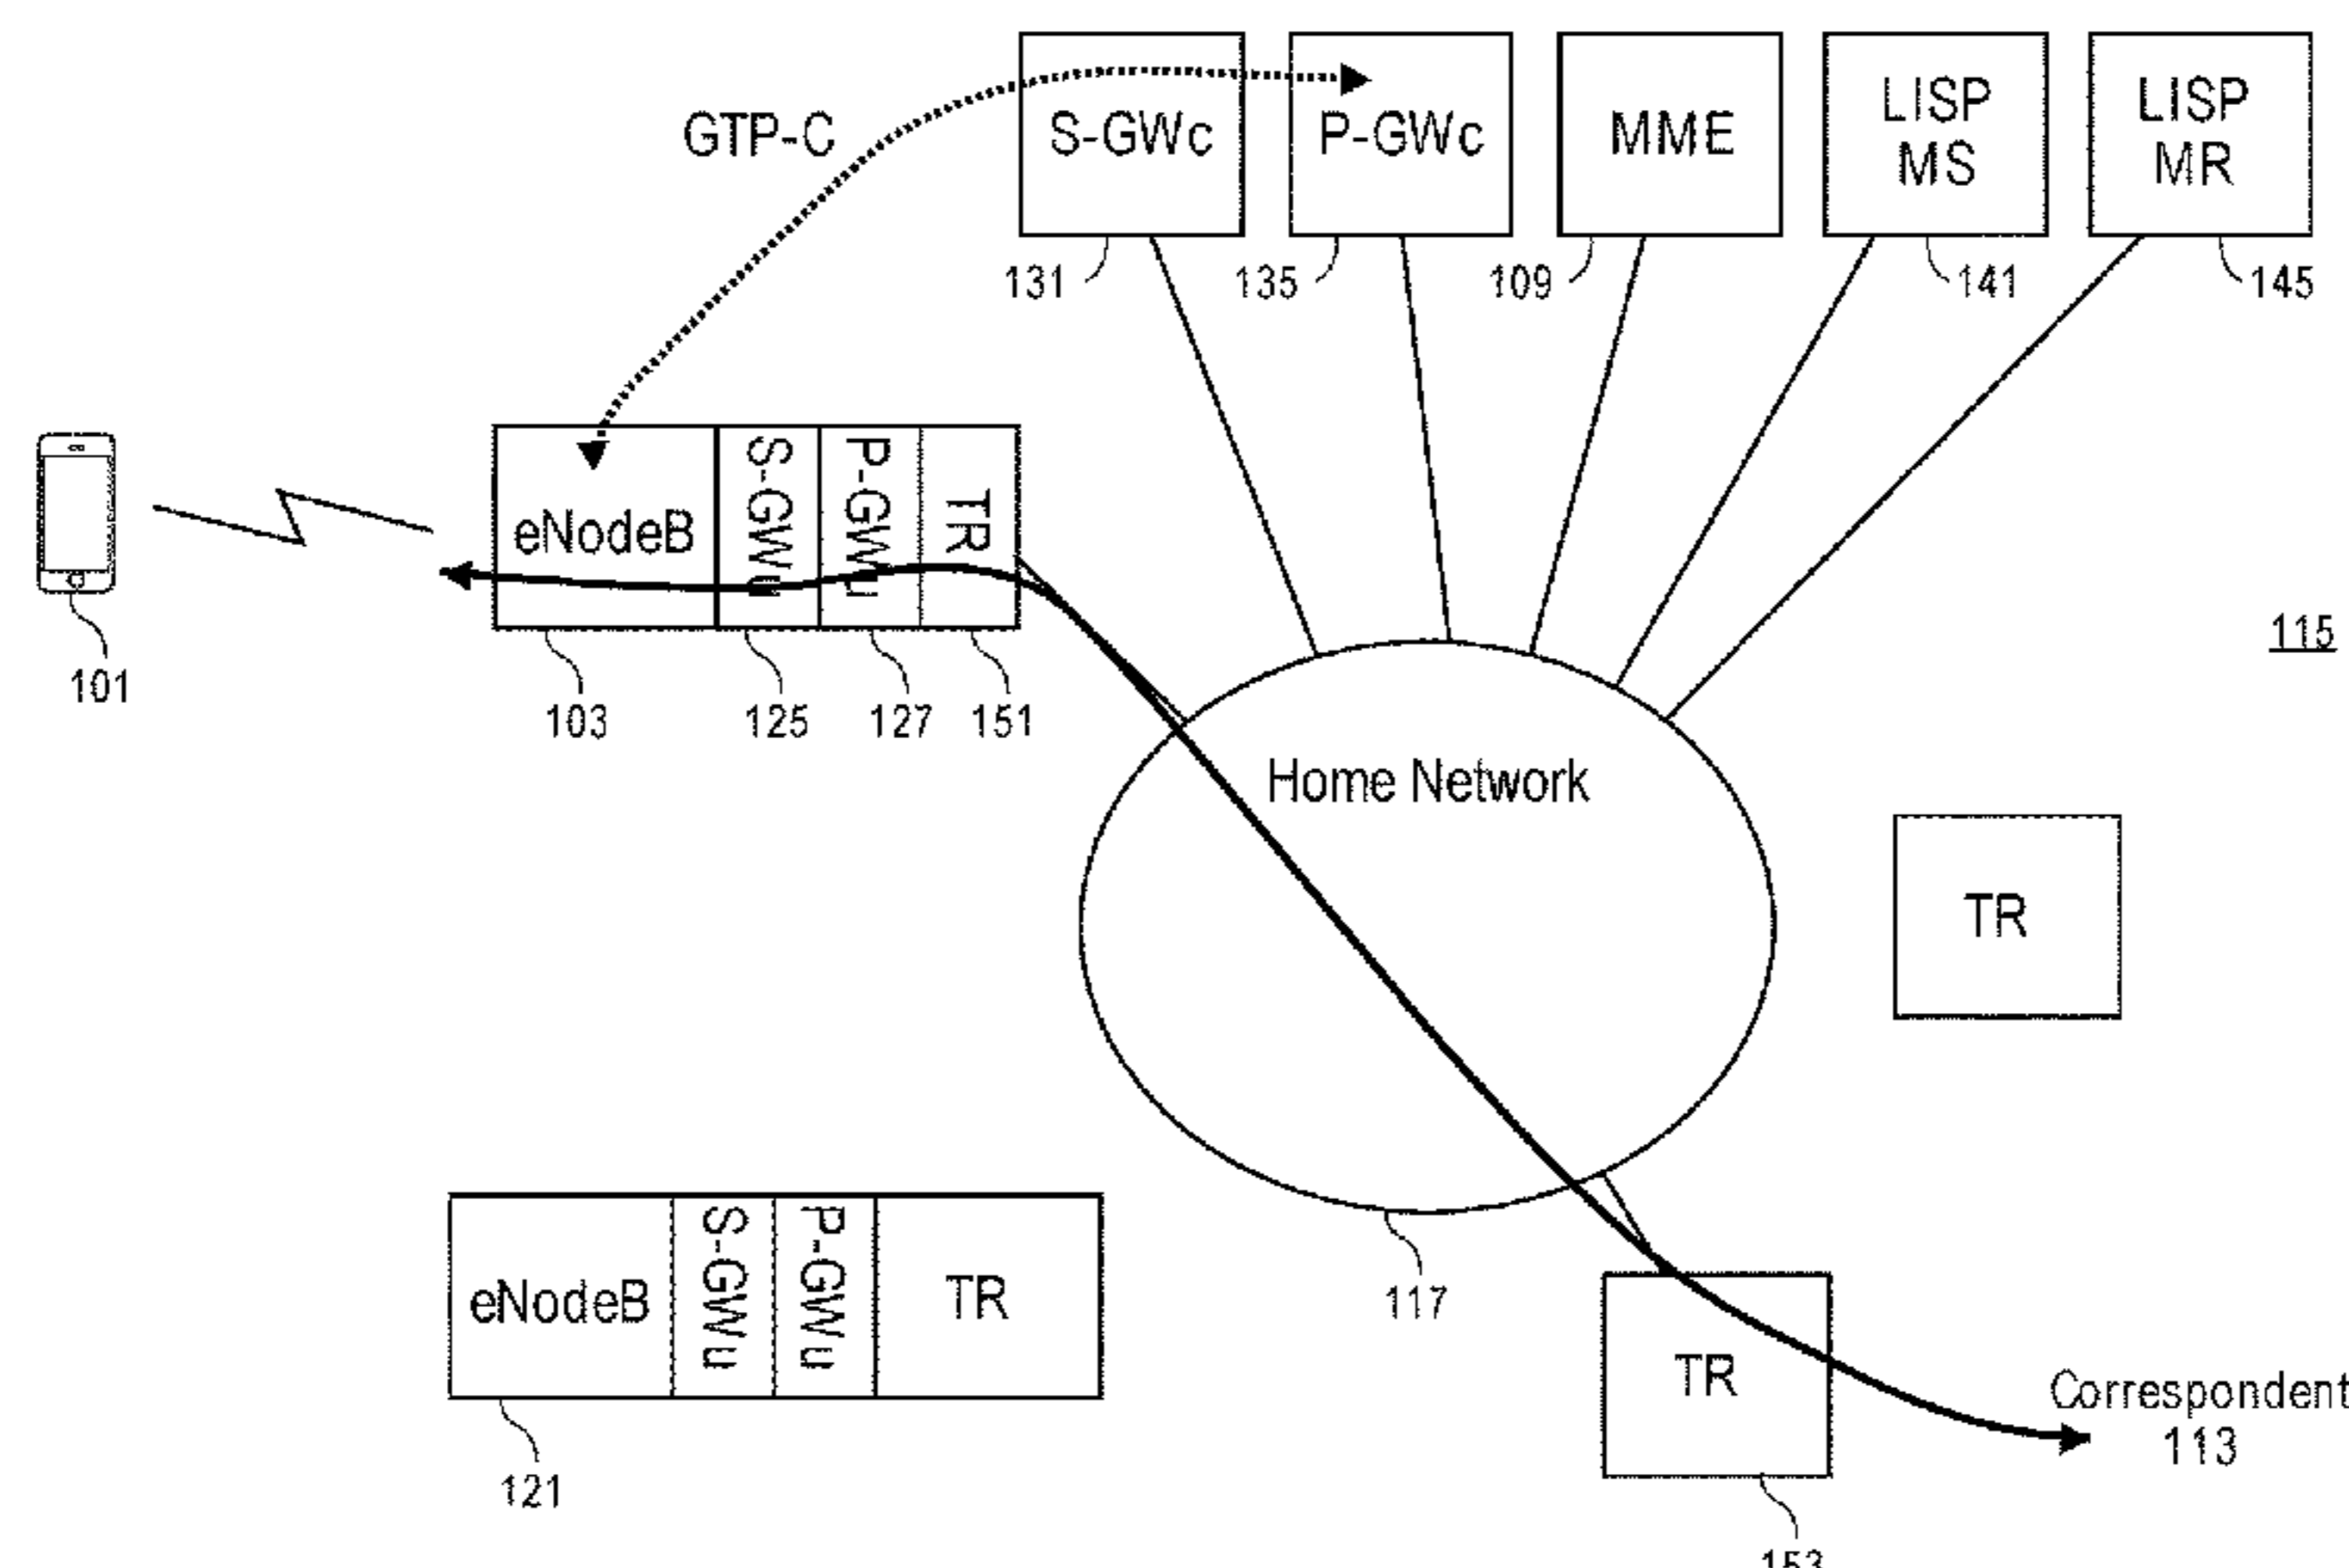 GTP-C
S-GWc
P-GWc
MME
LISP
MS
LISP
MR
131
135
109
141
145
eNodeB
S-GWu
P-GWu
TR
101
103
125
127
151
115
Home Network
TR
eNodeB
S-GWu
P-GWu
TR
117
TR
Correspondent
113
121
153